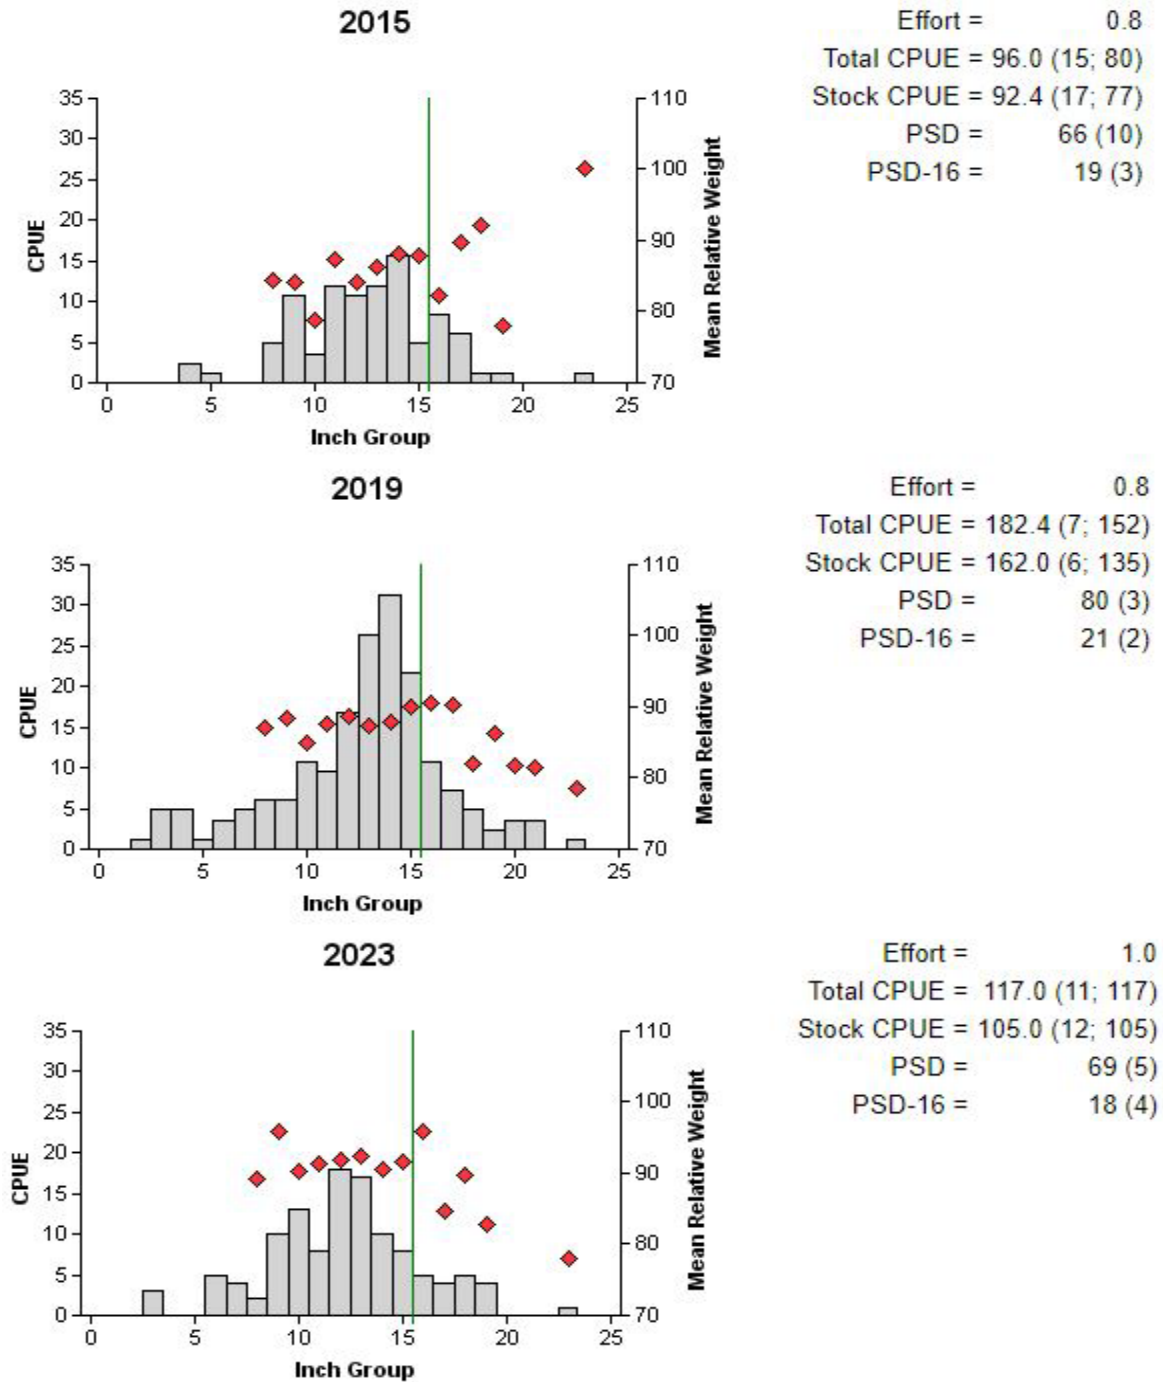 2015
Effort = 0.8
Total CPUE = 96.0 (15; 80)
Stock CPUE = 92.4 (17; 77)
PSD = 66 (10)
PSD-16 = 19 (3)
35
30
25
20
15
10
5
0
CPUE
110
100
90
80
70
Mean Relative Weight
0 5 10 15 20 25
Inch Group
2019
Effort = 0.8
Total CPUE = 182.4 (7; 152)
Stock CPUE = 162.0 (6; 135)
PSD = 80 (3)
PSD-16 = 21 (2)
35
30
25
20
15
10
5
0
CPUE
110
100
90
80
70
Mean Relative Weight
0 5 10 15 20 25
Inch Group
2023
Effort = 1.0
Total CPUE = 117.0 (11; 117)
Stock CPUE = 105.0 (12; 105)
PSD = 69 (5)
PSD-16 = 18 (4)
35
30
25
20
15
10
5
0
CPUE
110
100
90
80
70
Mean Relative Weight
0 5 10 15 20 25
Inch Group